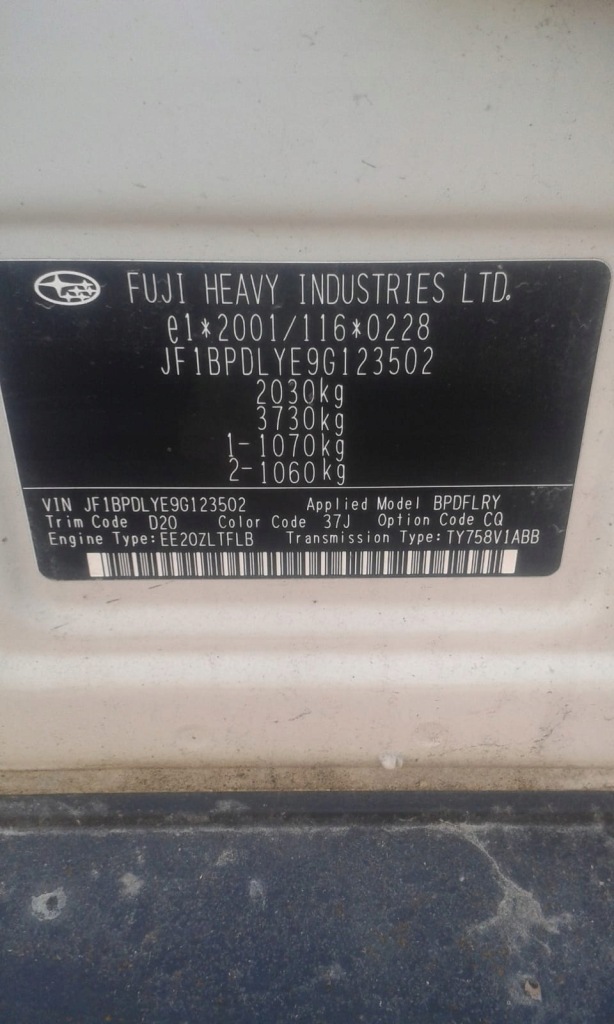 FUJI HEAVY INDUSTRIES LTD.
e1*2001/116*0228
JF1BPDLYE9G123502
2030kg
3730kg
1-1070kg
2-1060kg
VIN JF1BPDLYE9G123502 Applied Model BPDFLRY
Trim Code D20 Color Code 37J Option Code CQ
Engine Type:EE20ZLTFLB Transmission Type:TY758V1ABB